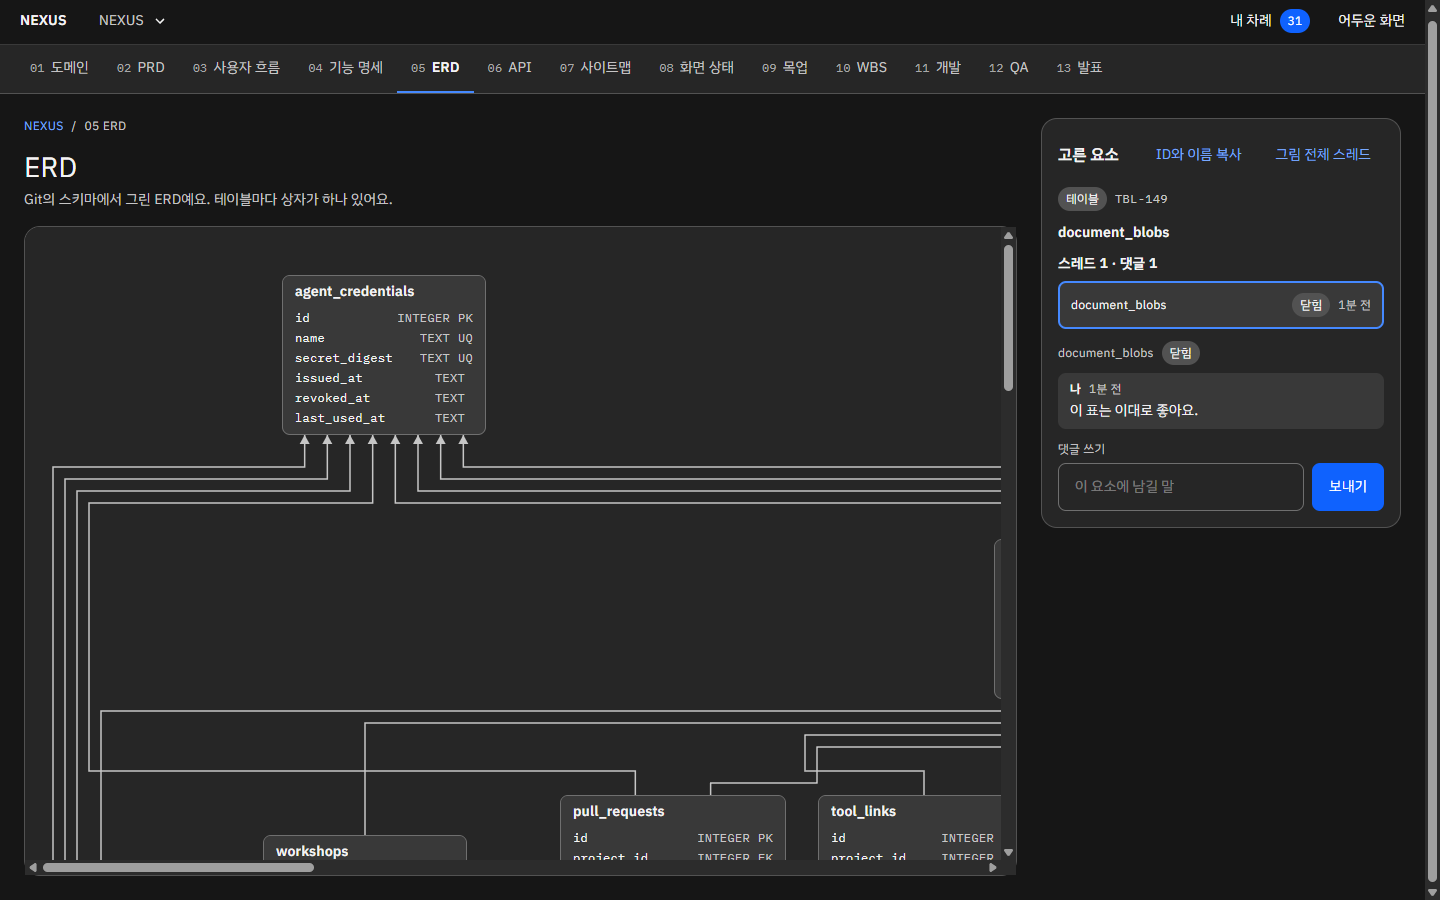 NEXUS NEXUS 내 차례 31 어두운 화면
01 도메인 02 PRD 03 사용자 흐름 04 기능 명세 05 ERD 06 API 07 사이트맵 08 화면 상태 09 목업 10 WBS 11 개발 12 QA 13 발표
NEXUS / 05 ERD
ERD
Git의 스키마에서 그린 ERD예요. 테이블마다 상자가 하나 있어요.
agent_credentials
id INTEGER PK
name TEXT UQ
secret_digest TEXT UQ
issued_at TEXT
revoked_at TEXT
last_used_at TEXT
pull_requests
id INTEGER PK
project_id INTEGER FK
tool_links
id INTEGER
project_id INTEGER
workshops
고른 요소 ID와 이름 복사 그림 전체 스레드
테이블 TBL-149
document_blobs
스레드 1 · 댓글 1
document_blobs 닫힘 1분 전
document_blobs 닫힘
나 1분 전
이 표는 이대로 좋아요.
댓글 쓰기
이 요소에 남길 말 보내기